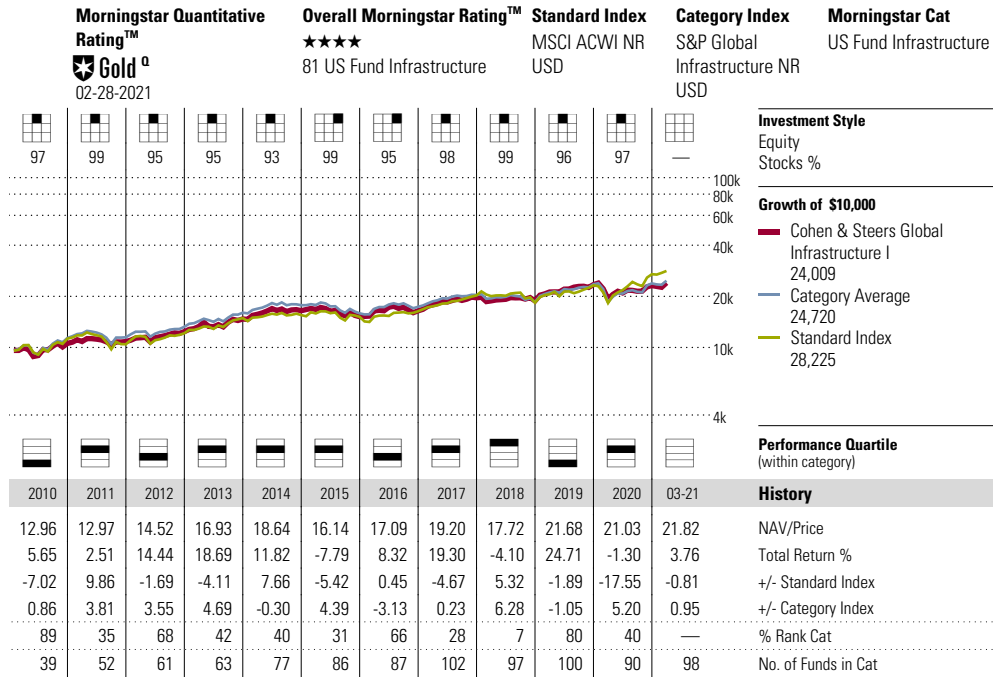 Morningstar Quantitative Rating™
Gold Q
02-28-2021
Overall Morningstar Rating™
★★★★
81 US Fund Infrastructure
Standard Index
MSCI ACWI NR
USD
Category Index
S&P Global
Infrastructure NR
USD
Morningstar Cat
US Fund Infrastructure
97 99 95 95 93 99 95 98 99 96 97 —
Investment Style
Equity
Stocks %
100k
80k
60k
40k
20k
10k
4k
Growth of $10,000
Cohen & Steers Global
Infrastructure I
24,009
Category Average
24,720
Standard Index
28,225
Performance Quartile
(within category)
2010 2011 2012 2013 2014 2015 2016 2017 2018 2019 2020 03-21 History
12.96 12.97 14.52 16.93 18.64 16.14 17.09 19.20 17.72 21.68 21.03 21.82 NAV/Price
5.65 2.51 14.44 18.69 11.82 -7.79 8.32 19.30 -4.10 24.71 -1.30 3.76 Total Return %
-7.02 9.86 -1.69 -4.11 7.66 -5.42 0.45 -4.67 5.32 -1.89 -17.55 -0.81 +/- Standard Index
0.86 3.81 3.55 4.69 -0.30 4.39 -3.13 0.23 6.28 -1.05 5.20 0.95 +/- Category Index
89 35 68 42 40 31 66 28 7 80 40 — % Rank Cat
39 52 61 63 77 86 87 102 97 100 90 98 No. of Funds in Cat